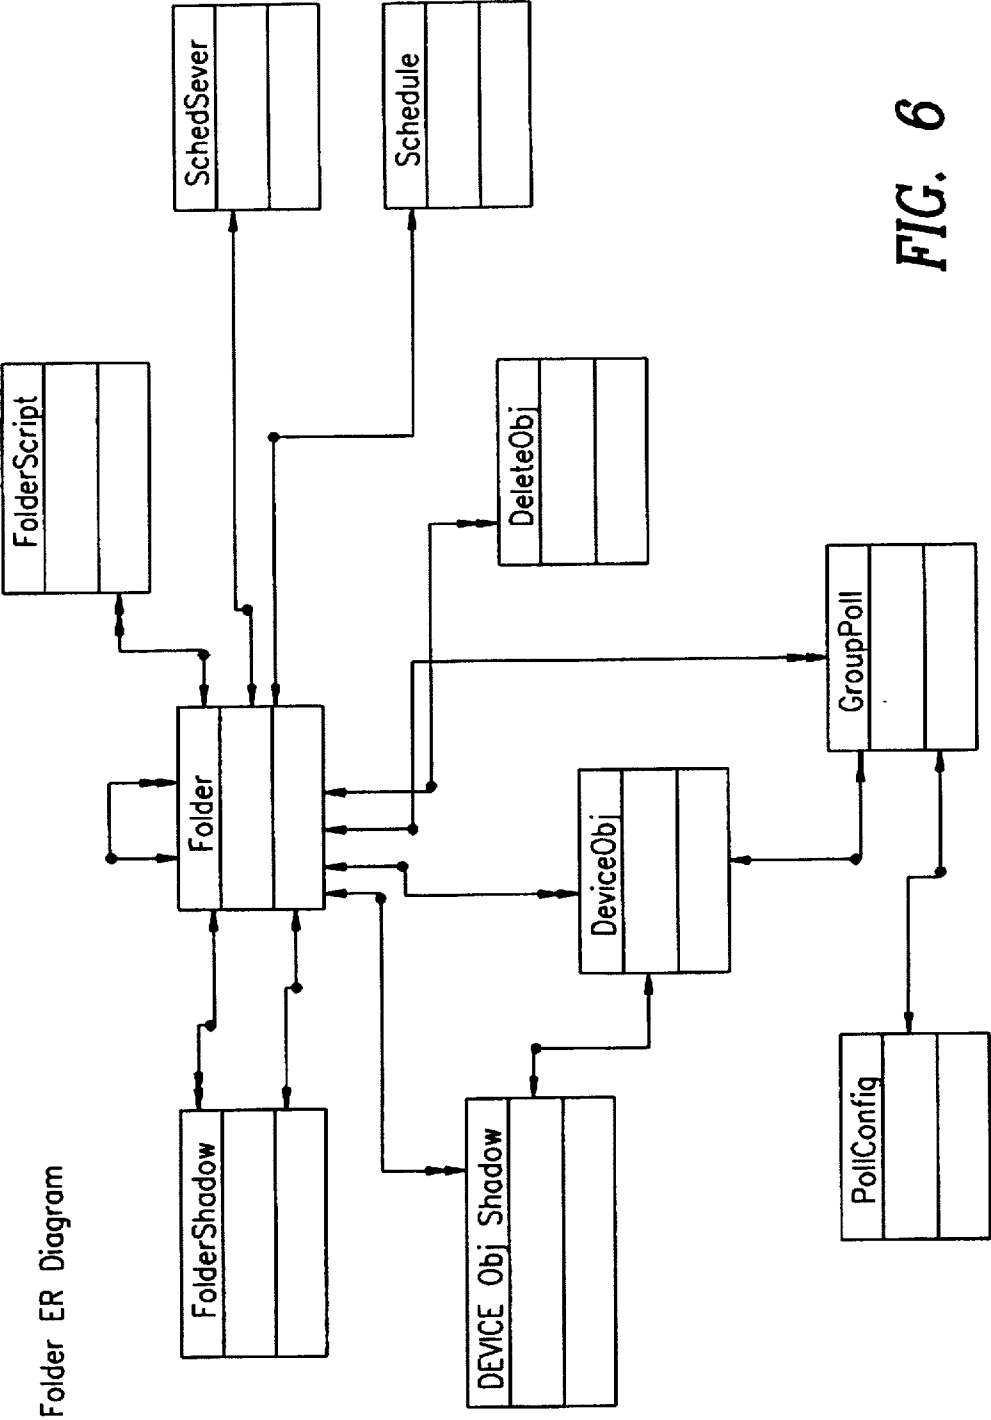 Folder ER Diagram
FolderShadow
Folder
FolderScript
SchedSever
DEVICE Obj Shadow
DeviceObj
DeleteObj
Schedule
PollConfig
GroupPoll
FIG. 6